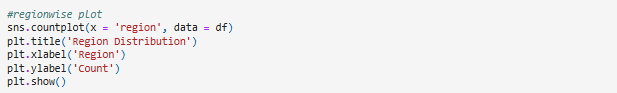 #regionwise plot
sns.countplot(x = 'region', data = df)
plt.title('Region Distribution')
plt.xlabel('Region')
plt.ylabel('Count')
plt.show()